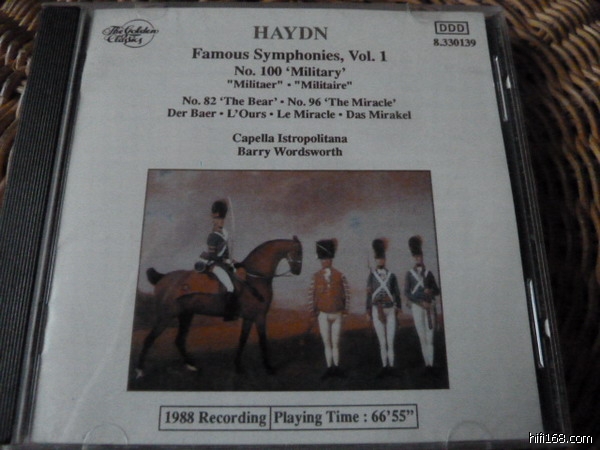 The Golden
Classics
HAYDN
DDD
8.330139
Famous Symphonies, Vol. 1
No. 100 ‘Military’
"Militaer" • "Militaire"
No. 82 ‘The Bear’ • No. 96 ‘The Miracle’
Der Baer • L'Ours • Le Miracle • Das Mirakel
Capella Istropolitana
Barry Wordsworth
1988 Recording Playing Time : 66'55"
hifi168.com